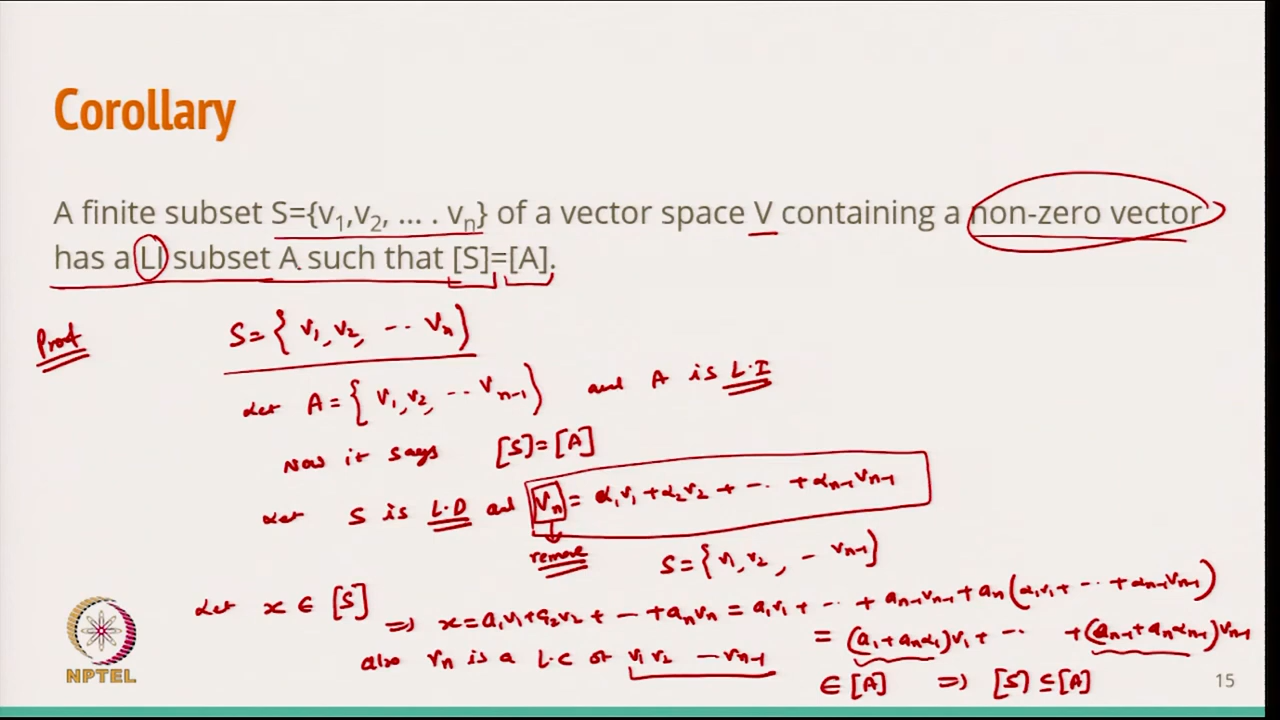 Corollary
A finite subset S={v₁,v₂, ... . vₙ} of a vector space V containing a non-zero vector
has a LI subset A such that [S]=[A].
Proof
S={ v₁, v₂, -.. vₙ}
Let A={ v₁, v₂, -.. vₙ₋₁} and A is L.I
Now it says [S]=[A]
Let S is L.D and vₙ = α₁v₁ + α₂v₂ + -. + αₙ₋₁vₙ₋₁
remove
S={v₁, v₂, - vₙ₋₁}
Let x ∈ [S] ⇒ x=a₁v₁+a₂v₂ + -- + aₙvₙ = a₁v₁ + -.. + aₙ₋₁vₙ₋₁ + aₙ(α₁v₁+ -.. + αₙ₋₁vₙ₋₁)
= (a₁+aₙα₁)v₁+ -.. +(aₙ₋₁+aₙαₙ₋₁)vₙ₋₁
also vₙ is a L.C of v₁ v₂ -- vₙ₋₁
∈ [A] ⇒ [S] ⊆ [A]
NPTEL
15